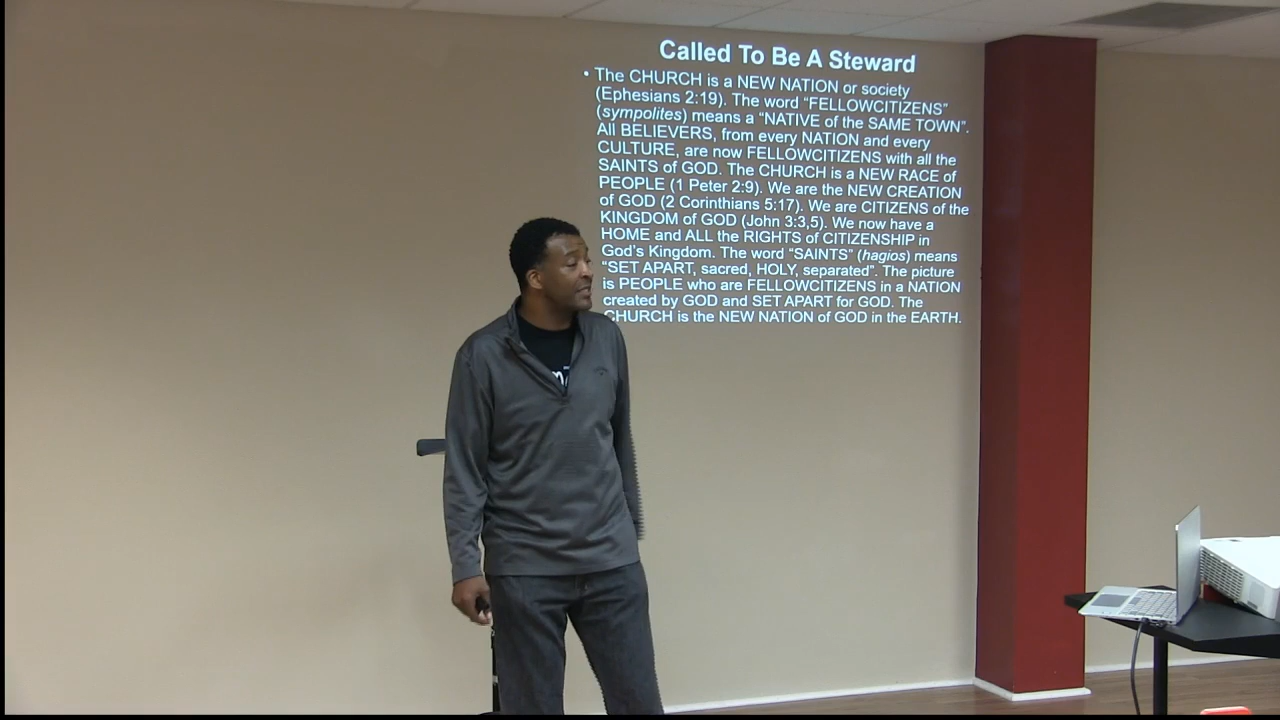 Called To Be A Steward
• The CHURCH is a NEW NATION or society
(Ephesians 2:19). The word “FELLOWCITIZENS”
(sympolites) means a “NATIVE of the SAME TOWN”.
All BELIEVERS, from every NATION and every
CULTURE, are now FELLOWCITIZENS with all the
SAINTS of GOD. The CHURCH is a NEW RACE of
PEOPLE (1 Peter 2:9). We are the NEW CREATION
of GOD (2 Corinthians 5:17). We are CITIZENS of the
KINGDOM of GOD (John 3:3,5). We now have a
HOME and ALL the RIGHTS of CITIZENSHIP in
God’s Kingdom. The word “SAINTS” (hagios) means
“SET APART, sacred, HOLY, separated”. The picture
is PEOPLE who are FELLOWCITIZENS in a NATION
created by GOD and SET APART for GOD. The
CHURCH is the NEW NATION of GOD in the EARTH.